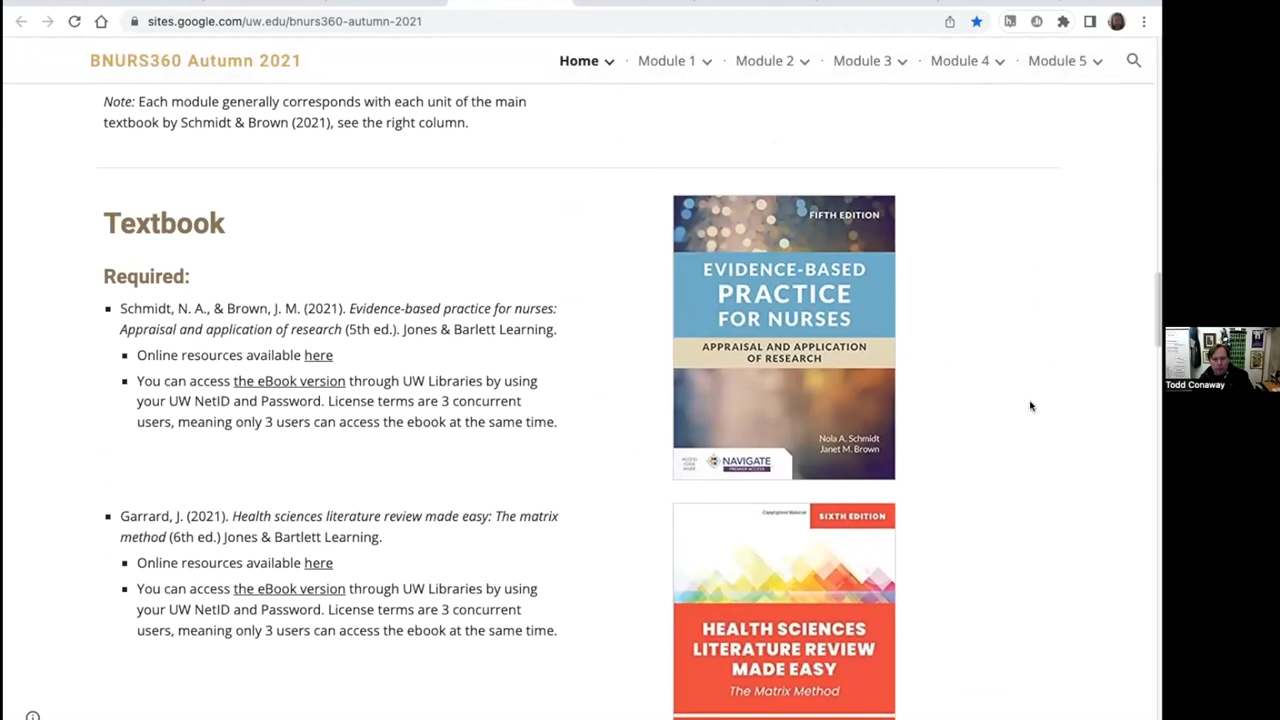 sites.google.com/uw.edu/bnurs360-autumn-2021
BNURS360 Autumn 2021
Home
Module 1
Module 2
Module 3
Module 4
Module 5
Note: Each module generally corresponds with each unit of the main
textbook by Schmidt & Brown (2021), see the right column.
Textbook
Required:
Schmidt, N. A., & Brown, J. M. (2021). Evidence-based practice for nurses:
Appraisal and application of research (5th ed.). Jones & Barlett Learning.
Online resources available here
You can access the eBook version through UW Libraries by using
your UW NetID and Password. License terms are 3 concurrent
users, meaning only 3 users can access the ebook at the same time.
FIFTH EDITION
EVIDENCE-BASED
PRACTICE
FOR NURSES
APPRAISAL AND APPLICATION
OF RESEARCH
Nola A. Schmidt
Janet M. Brown
NAVIGATE
Todd Conaway
Garrard, J. (2021). Health sciences literature review made easy: The matrix
method (6th ed.) Jones & Bartlett Learning.
Online resources available here
You can access the eBook version through UW Libraries by using
your UW NetID and Password. License terms are 3 concurrent
users, meaning only 3 users can access the ebook at the same time.
Copyrighted Material
SIXTH EDITION
HEALTH SCIENCES
LITERATURE REVIEW
MADE EASY
The Matrix Method